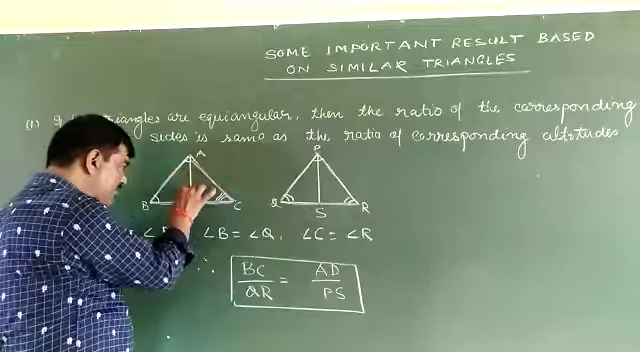 SOME IMPORTANT RESULT BASED
ON SIMILAR TRIANGLES
(1) triangles are equiangular, then the ratio of the corresponding
sides is same as the ratio of corresponding altitudes
A P
B C Q R
S
∠B = ∠Q, ∠C = ∠R
∴ BC/QR = AD/PS